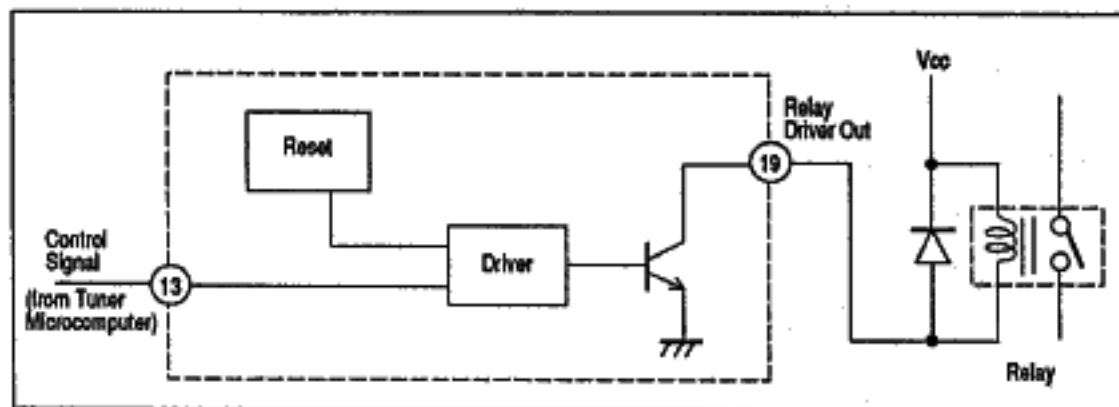 Vcc
Relay
Driver Out
Reset
19
Control
Signal
Driver
13
(from Tuner
Microcomputer)
Relay